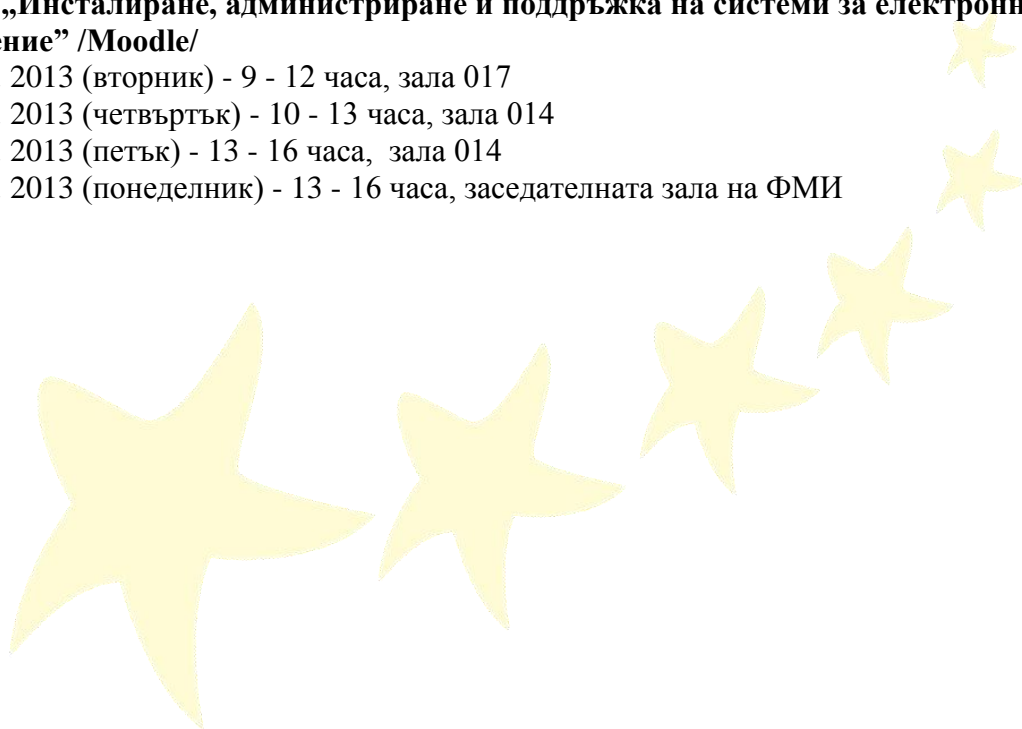 „Инсталиране, администриране и поддръжка на системи за електронн
ение” /Moodle/
2013 (вторник) - 9 - 12 часа, зала 017
2013 (четвъртък) - 10 - 13 часа, зала 014
2013 (петък) - 13 - 16 часа, зала 014
2013 (понеделник) - 13 - 16 часа, заседателната зала на ФМИ